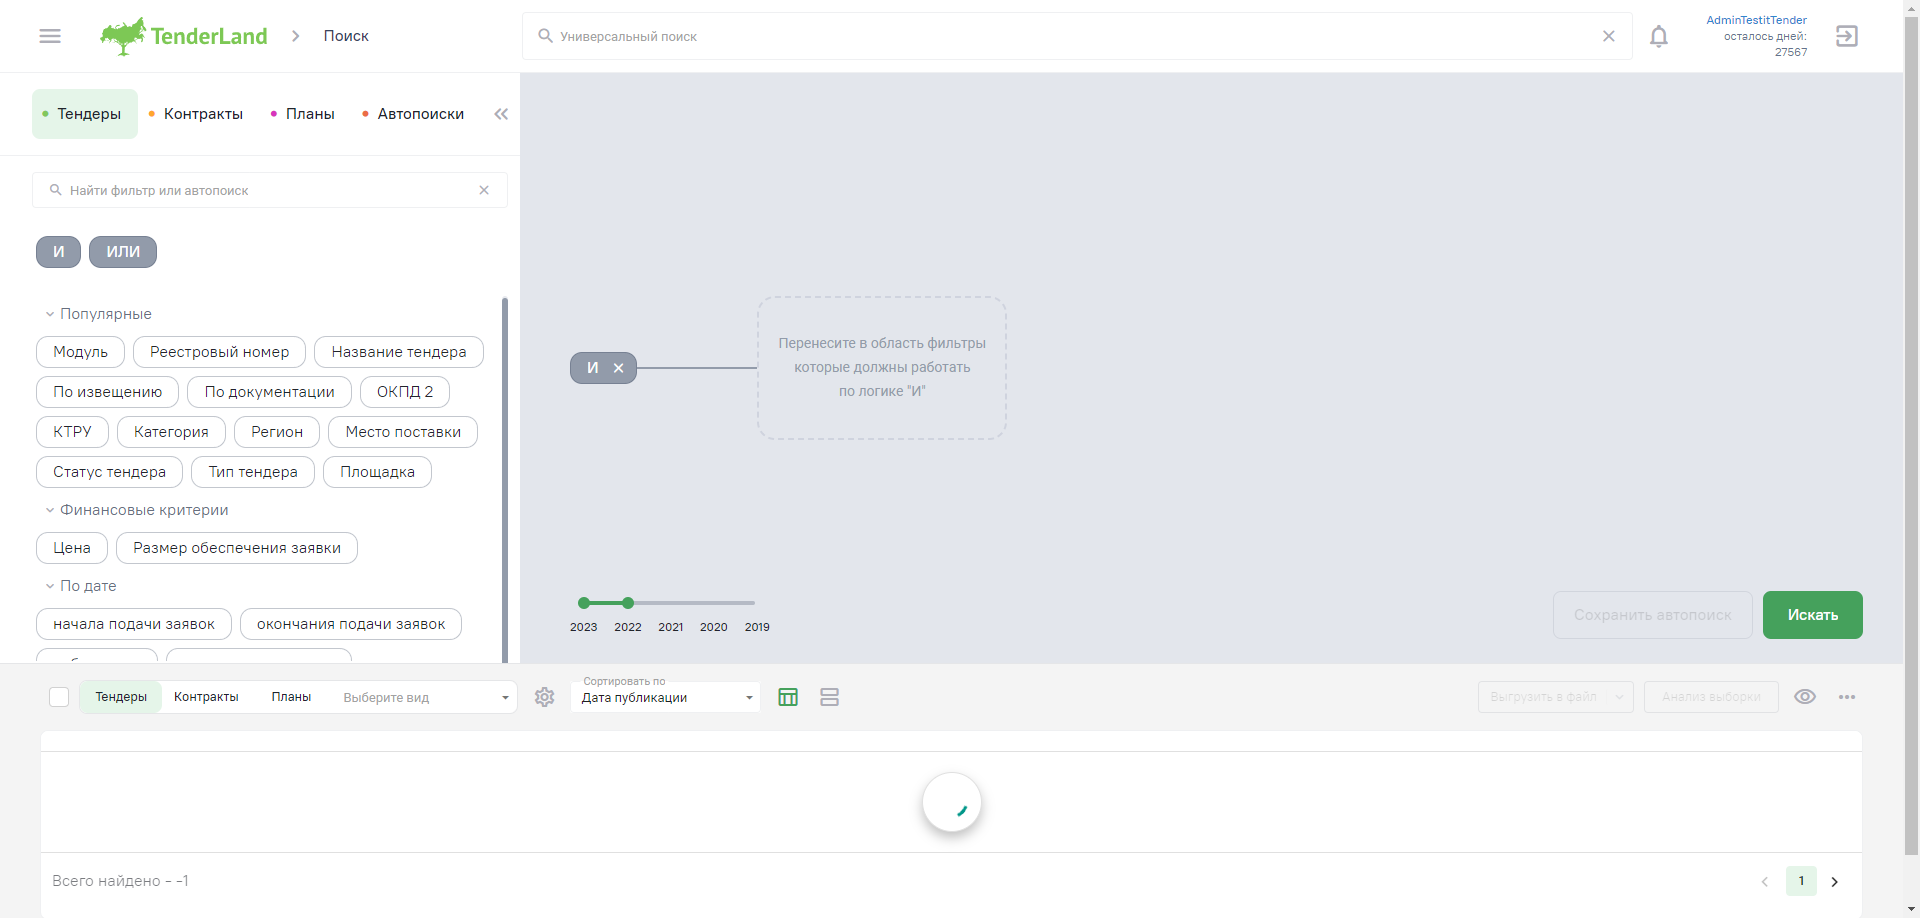 TenderLand
Поиск
Универсальный поиск
AdminTestitTender
осталось дней:
27567
Тендеры
Контракты
Планы
Автопоиски
Найти фильтр или автопоиск
И
ИЛИ
Популярные
Модуль
Реестровый номер
Название тендера
По извещению
По документации
ОКПД 2
КТРУ
Категория
Регион
Место поставки
Статус тендера
Тип тендера
Площадка
Финансовые критерии
Цена
Размер обеспечения заявки
По дате
начала подачи заявок
окончания подачи заявок
И
Перенесите в область фильтры
которые должны работать
по логике "И"
2023
2022
2021
2020
2019
Сохранить автопоиск
Искать
Тендеры
Контракты
Планы
Выберите вид
Сортировать по
Дата публикации
Выгрузить в файл
Анализ выборки
Всего найдено - -1
1